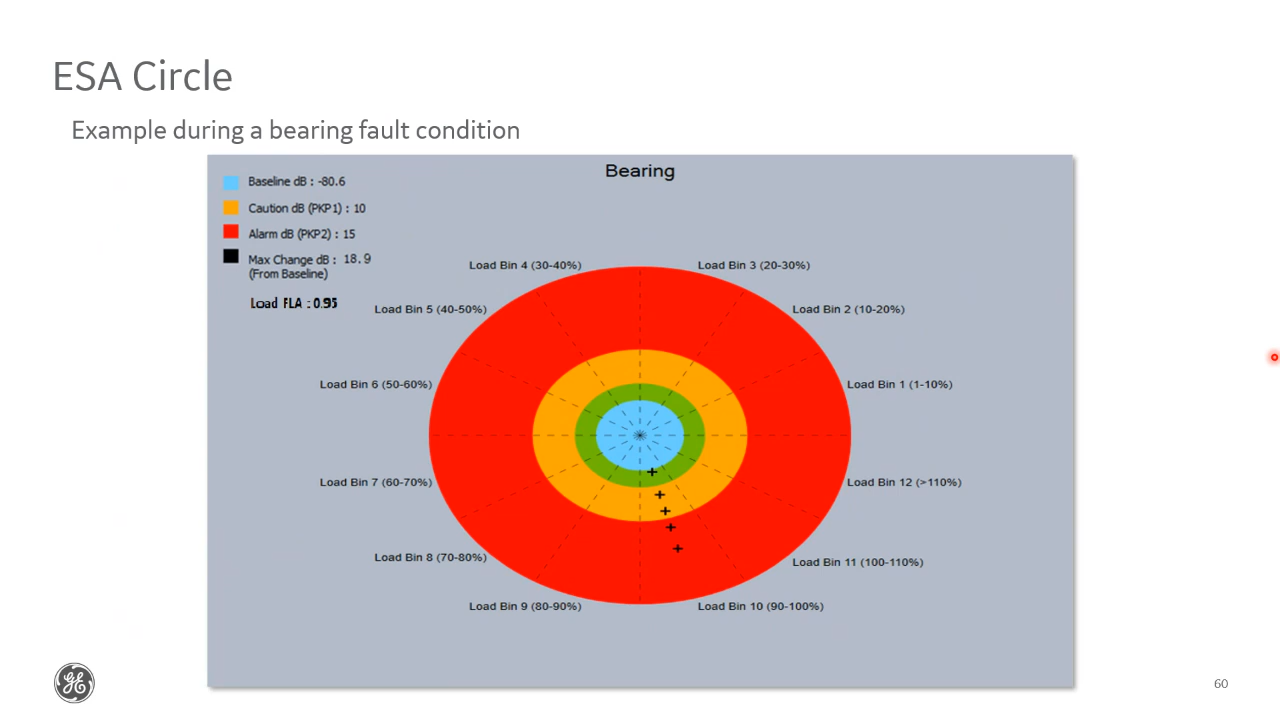 ESA Circle
Example during a bearing fault condition
Bearing
Baseline dB : -80.6
Caution dB (PKP1) : 10
Alarm dB (PKP2) : 15
Max Change dB : 18.9
(From Baseline)
Load FLA : 0.95
Load Bin 4 (30-40%)
Load Bin 3 (20-30%)
Load Bin 5 (40-50%)
Load Bin 2 (10-20%)
Load Bin 6 (50-60%)
Load Bin 1 (1-10%)
Load Bin 7 (60-70%)
Load Bin 12 (>110%)
Load Bin 8 (70-80%)
Load Bin 11 (100-110%)
Load Bin 9 (80-90%)
Load Bin 10 (90-100%)
GE
60